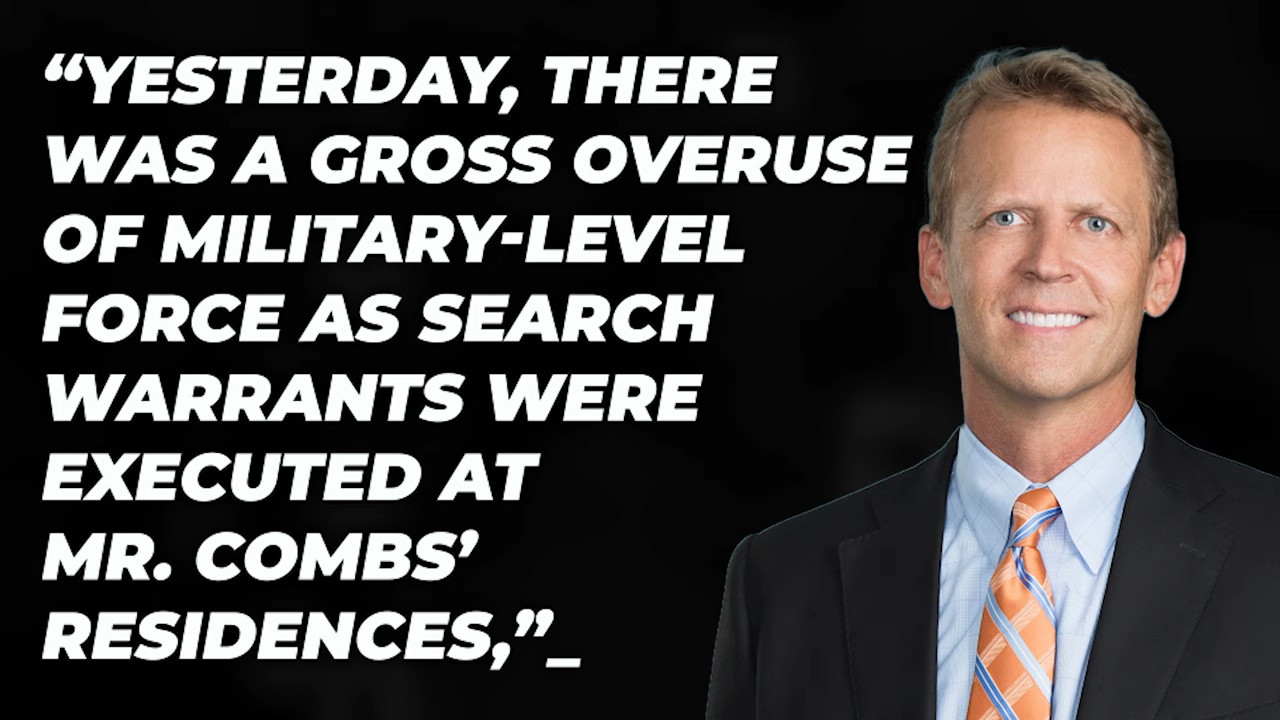 “YESTERDAY, THERE
WAS A GROSS OVERUSE
OF MILITARY-LEVEL
FORCE AS SEARCH
WARRANTS WERE
EXECUTED AT
MR. COMBS’
RESIDENCES,”_